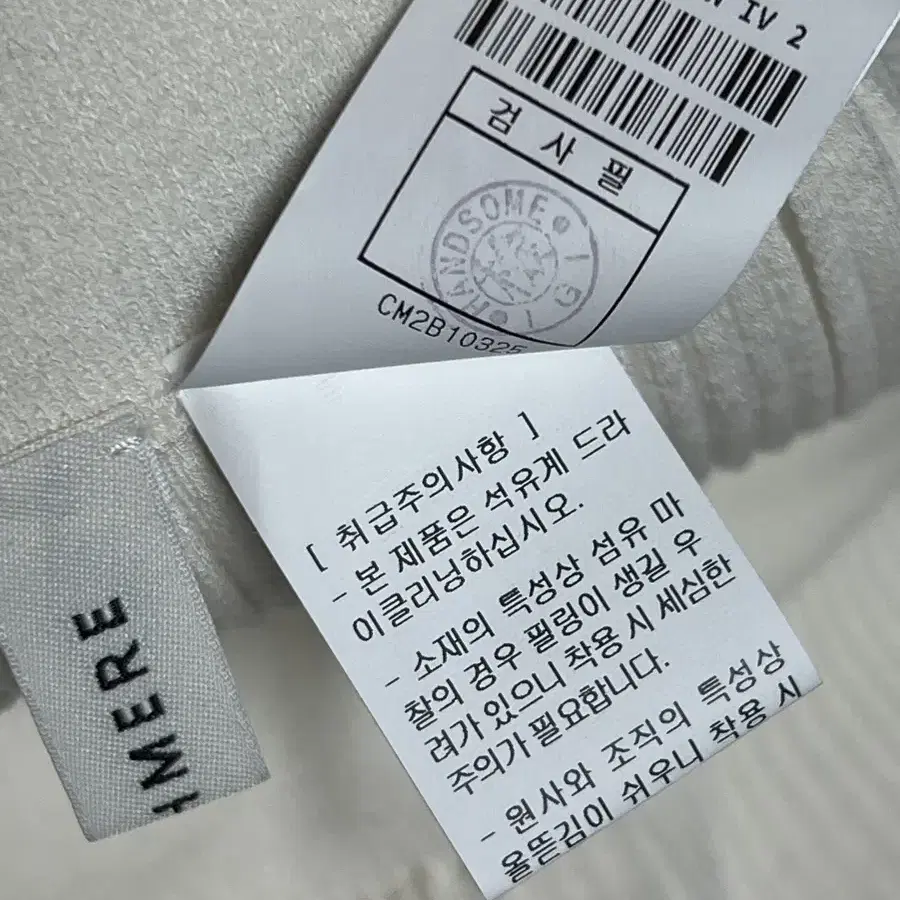 IV 2
검사필
HANDSOME
IGI
CM2B10325
[ 취급주의사항 ]
- 본 제품은 석유계 드라
이클리닝하십시오.
- 소재의 특성상 섬유 마
찰의 경우 필링이 생길 우
려가 있으니 착용 시 세심한
주의가 필요합니다.
- 원사와 조직의 특성상
올뜯김이 쉬우니 착용 시
HMERE